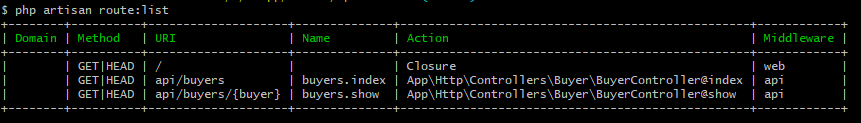 $ php artisan route:list
+--------+----------+--------------------+---------------+---------------------------------------------------+------------+
| Domain | Method | URI | Name | Action | Middleware |
+--------+----------+--------------------+---------------+---------------------------------------------------+------------+
| | GET|HEAD | / | | Closure | web |
| | GET|HEAD | api/buyers | buyers.index | App\Http\Controllers\Buyer\BuyerController@index | api |
| | GET|HEAD | api/buyers/{buyer} | buyers.show | App\Http\Controllers\Buyer\BuyerController@show | api |
+--------+----------+--------------------+---------------+---------------------------------------------------+------------+